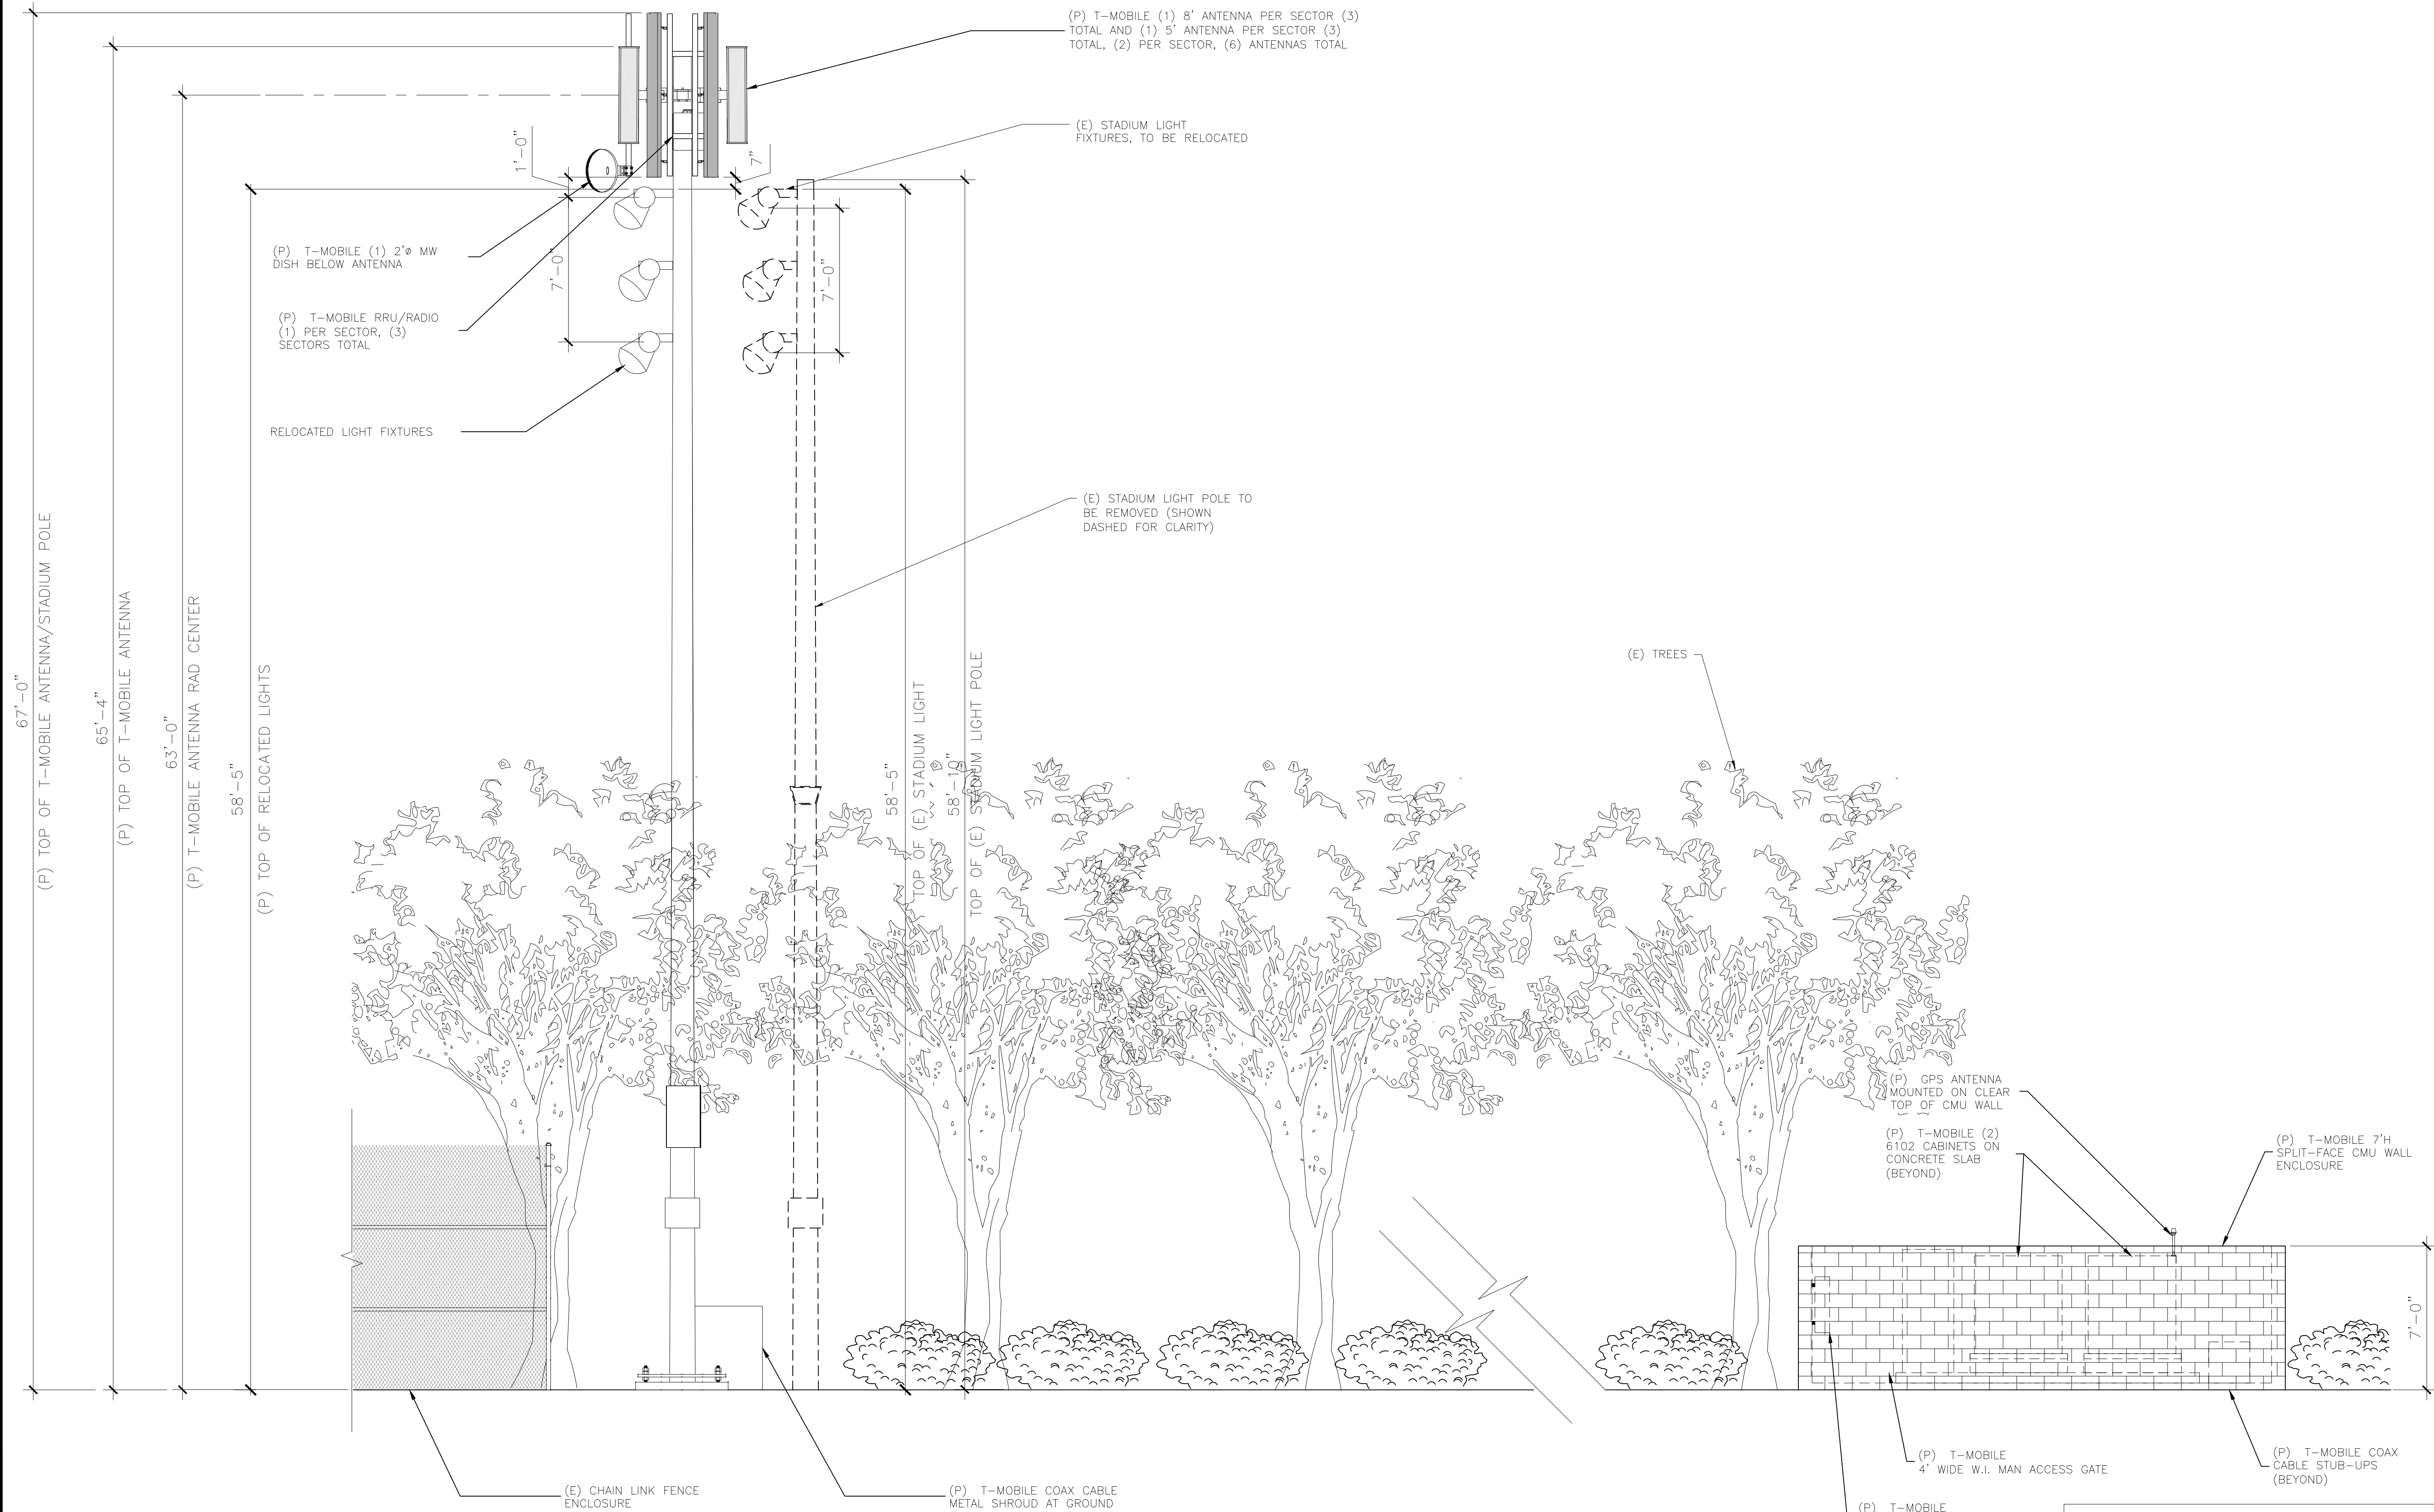 (P) T-MOBILE (1) 8' ANTENNA PER SECTOR (3)
TOTAL AND (1) 5' ANTENNA PER SECTOR (3)
TOTAL, (2) PER SECTOR, (6) ANTENNAS TOTAL
(E) STADIUM LIGHT
FIXTURES, TO BE RELOCATED
1'-0"
7"
(P) T-MOBILE (1) 2'ø MW
DISH BELOW ANTENNA
7'-0"
7'-0"
(P) T-MOBILE RRU/RADIO
(1) PER SECTOR, (3)
SECTORS TOTAL
RELOCATED LIGHT FIXTURES
(E) STADIUM LIGHT POLE TO
BE REMOVED (SHOWN
DASHED FOR CLARITY)
67'-0"
(P) TOP OF T-MOBILE ANTENNA/STADIUM POLE
65'-4"
(P) TOP OF T-MOBILE ANTENNA
63'-0"
(P) T-MOBILE ANTENNA RAD CENTER
58'-5"
(P) TOP OF RELOCATED LIGHTS
58'-5"
TOP OF (E) STADIUM LIGHT
58'-10"
TOP OF (E) STADIUM LIGHT POLE
(E) TREES
(P) GPS ANTENNA
MOUNTED ON CLEAR
TOP OF CMU WALL
(P) T-MOBILE (2)
6102 CABINETS ON
CONCRETE SLAB
(BEYOND)
(P) T-MOBILE 7'H
SPLIT-FACE CMU WALL
ENCLOSURE
7'-0"
(P) T-MOBILE
4' WIDE W.I. MAN ACCESS GATE
(P) T-MOBILE COAX
CABLE STUB-UPS
(BEYOND)
(E) CHAIN LINK FENCE
ENCLOSURE
(P) T-MOBILE COAX CABLE
METAL SHROUD AT GROUND
(P) T-MOBILE